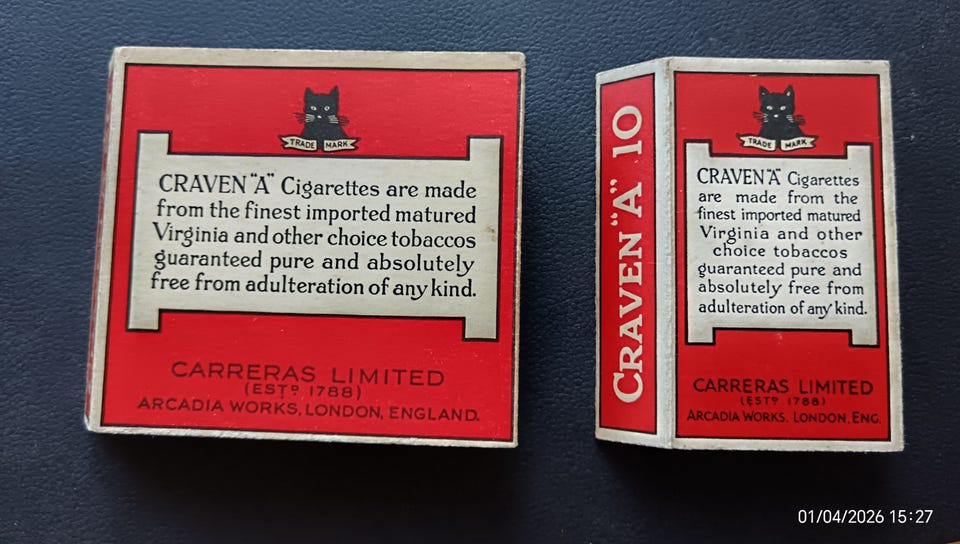 TRADE MARK
CRAVEN "A" Cigarettes are made
from the finest imported matured
Virginia and other choice tobaccos
guaranteed pure and absolutely
free from adulteration of any kind.
CARRERAS LIMITED
(ESTD 1788)
ARCADIA WORKS, LONDON, ENGLAND.
CRAVEN "A" 10
TRADE MARK
CRAVEN "A" Cigarettes
are made from the
finest imported matured
Virginia and other
choice tobaccos
guaranteed pure and
absolutely free from
adulteration of any kind.
CARRERAS LIMITED
(ESTD 1788)
ARCADIA WORKS, LONDON, ENG.
01/04/2026 15:27